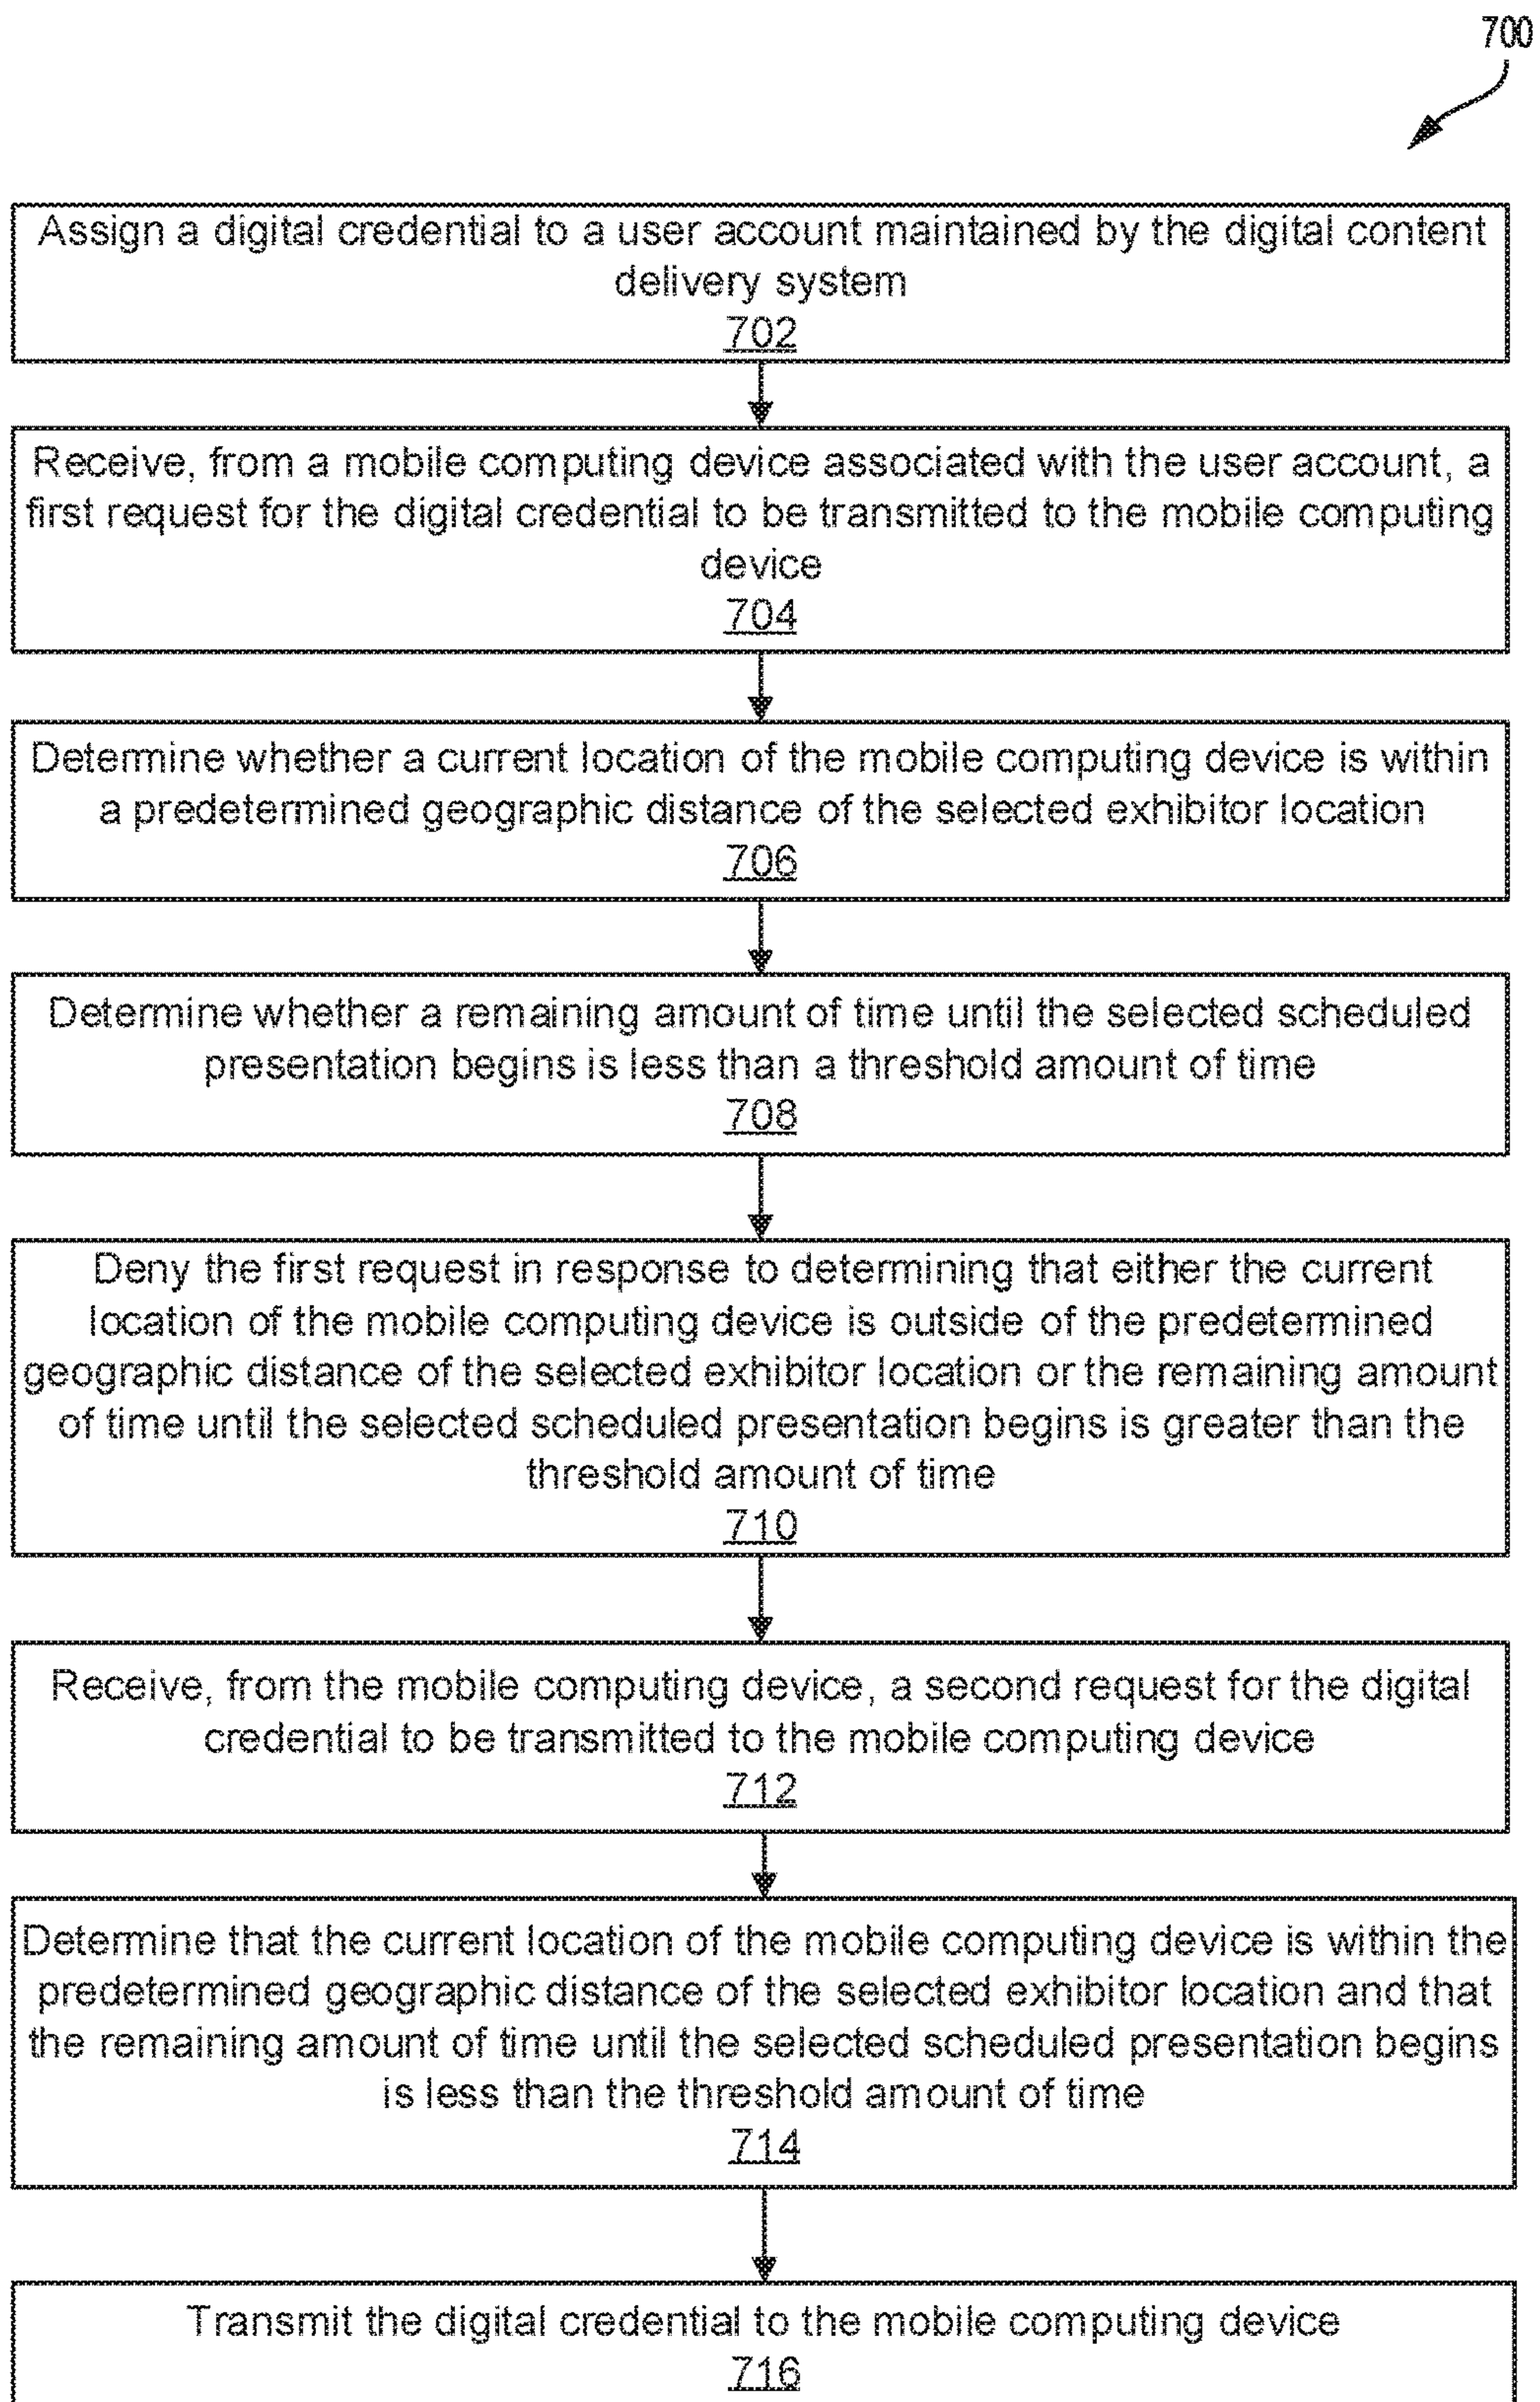 700
Assign a digital credential to a user account maintained by the digital content
delivery system
702
Receive, from a mobile computing device associated with the user account, a
first request for the digital credential to be transmitted to the mobile computing
device
704
Determine whether a current location of the mobile computing device is within
a predetermined geographic distance of the selected exhibitor location
706
Determine whether a remaining amount of time until the selected scheduled
presentation begins is less than a threshold amount of time
708
Deny the first request in response to determining that either the current
location of the mobile computing device is outside of the predetermined
geographic distance of the selected exhibitor location or the remaining amount
of time until the selected scheduled presentation begins is greater than the
threshold amount of time
710
Receive, from the mobile computing device, a second request for the digital
credential to be transmitted to the mobile computing device
712
Determine that the current location of the mobile computing device is within the
predetermined geographic distance of the selected exhibitor location and that
the remaining amount of time until the selected scheduled presentation begins
is less than the threshold amount of time
714
Transmit the digital credential to the mobile computing device
716